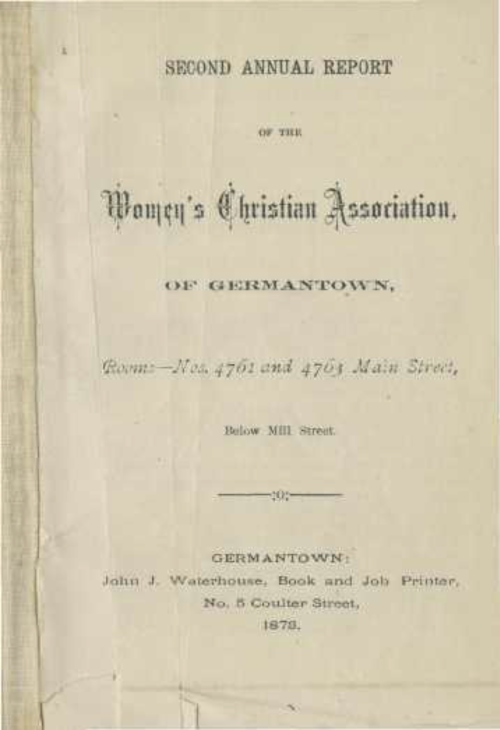 SECOND ANNUAL REPORT
OF THE
Women's Christian Association,
OF GERMANTOWN,
Rooms—Nos. 4761 and 4763 Main Street,
Below Mill Street.
:0:
GERMANTOWN:
John J. Waterhouse, Book and Job Printer,
No. 5 Coulter Street,
1873.